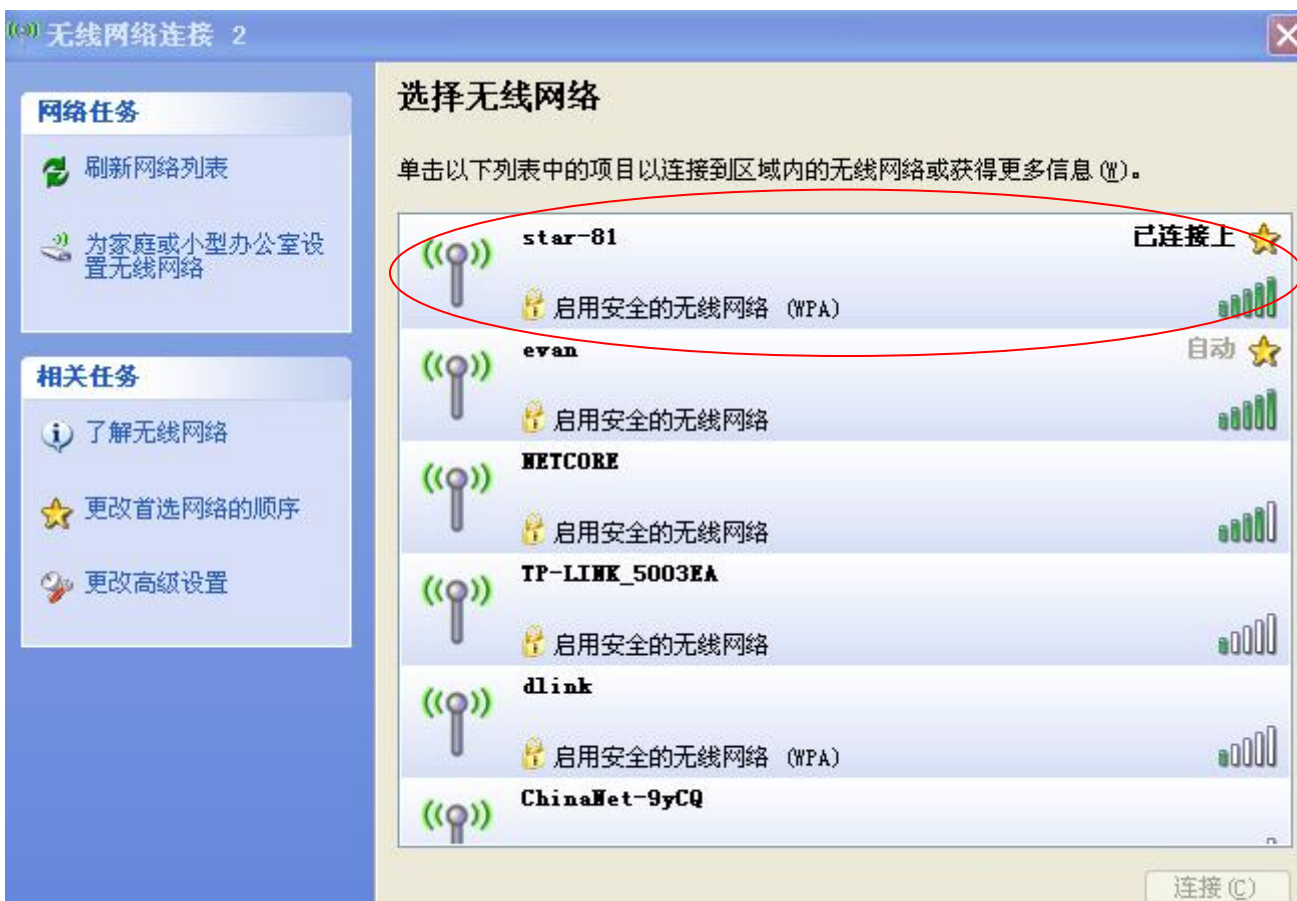 无线网络连接 2
网络任务
刷新网络列表
为家庭或小型办公室设
置无线网络
相关任务
了解无线网络
更改首选网络的顺序
更改高级设置
选择无线网络
单击以下列表中的项目以连接到区域内的无线网络或获得更多信息(W)。
star-81
已连接上
启用安全的无线网络 (WPA)
evan
自动
启用安全的无线网络
NETCORE
启用安全的无线网络
TP-LINK_5003EA
启用安全的无线网络
dlink
启用安全的无线网络 (WPA)
ChinaNet-9yCQ
连接(C)